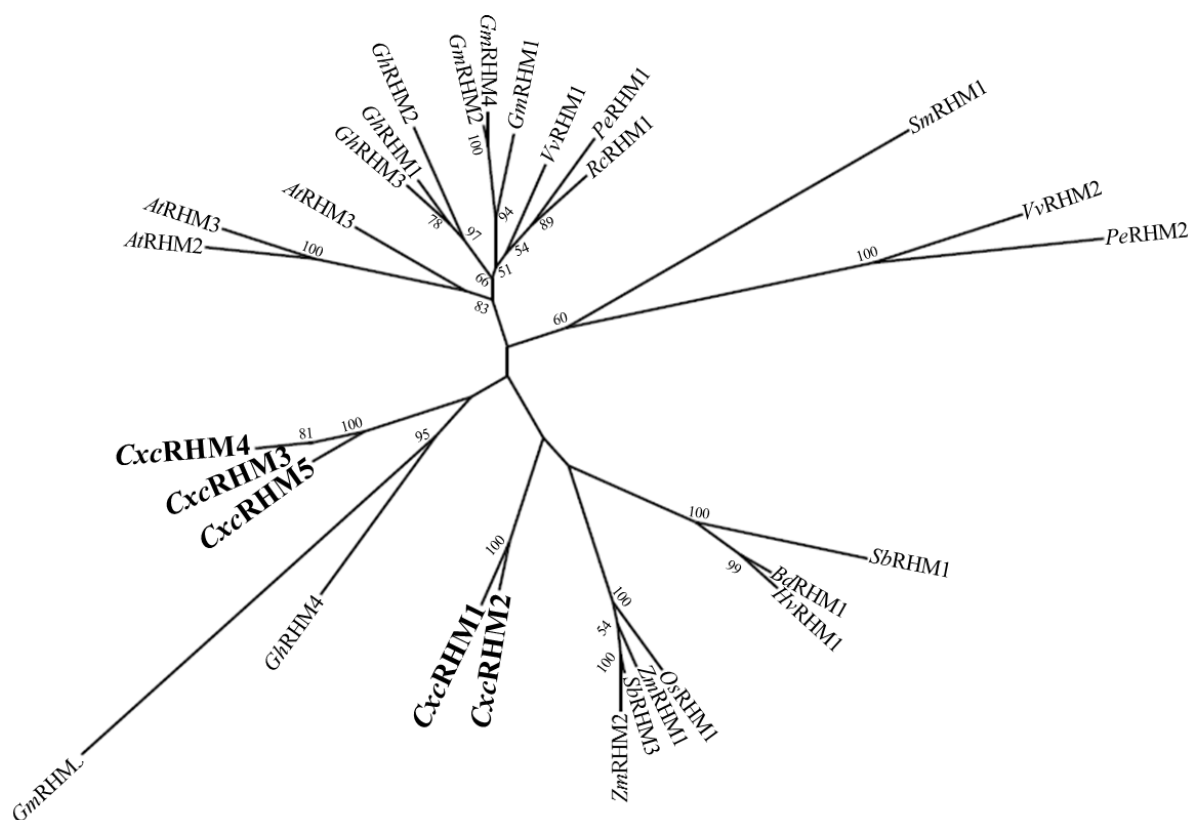 GhRHM2
GmRHM2
GmRHM4
GmRHM1
GhRHM1
GhRHM3
VvRHM1
PeRHM1
RcRHM1
SmRHM1
100
AtRHM3
AtRHM3
AtRHM2
100
78
97
94
89
54
51
66
83
VvRHM2
PeRHM2
100
60
CxcRHM4
CxcRHM3
CxcRHM5
81
100
95
GhRHM4
GmRHM
CxcRHM1
CxcRHM2
100
100
99
SbRHM1
BdRHM1
HvRHM1
100
54
100
OsRHM1
ZmRHM1
SbRHM3
ZmRHM2